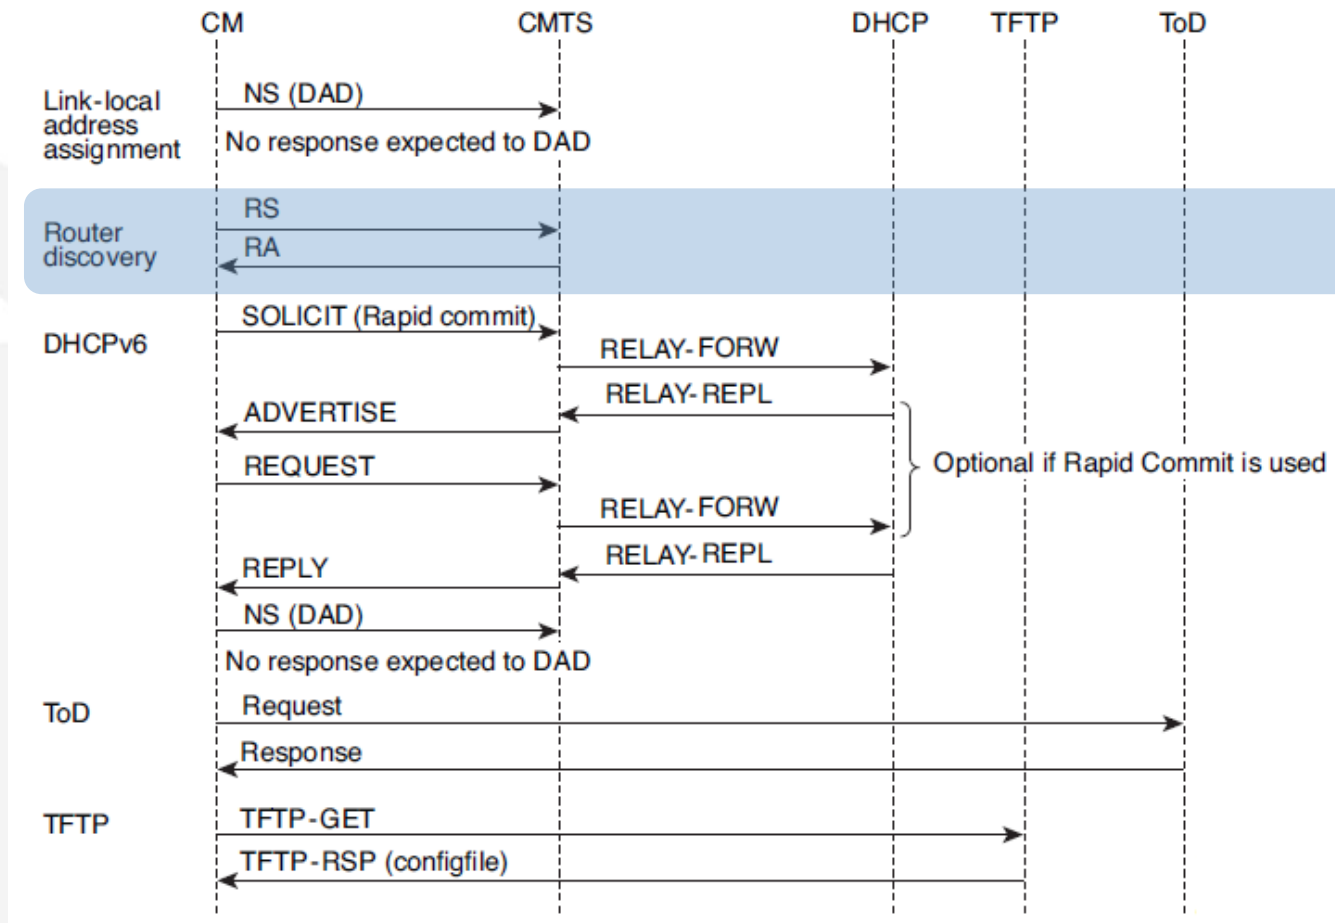 CM CMTS DHCP TFTP ToD
Link-local
address
assignment
NS (DAD)
No response expected to DAD
Router
discovery
RS
RA
DHCPv6
SOLICIT (Rapid commit)
RELAY-FORW
RELAY-REPL
ADVERTISE
Optional if Rapid Commit is used
REQUEST
RELAY-FORW
RELAY-REPL
REPLY
NS (DAD)
No response expected to DAD
ToD
Request
Response
TFTP
TFTP-GET
TFTP-RSP (configfile)